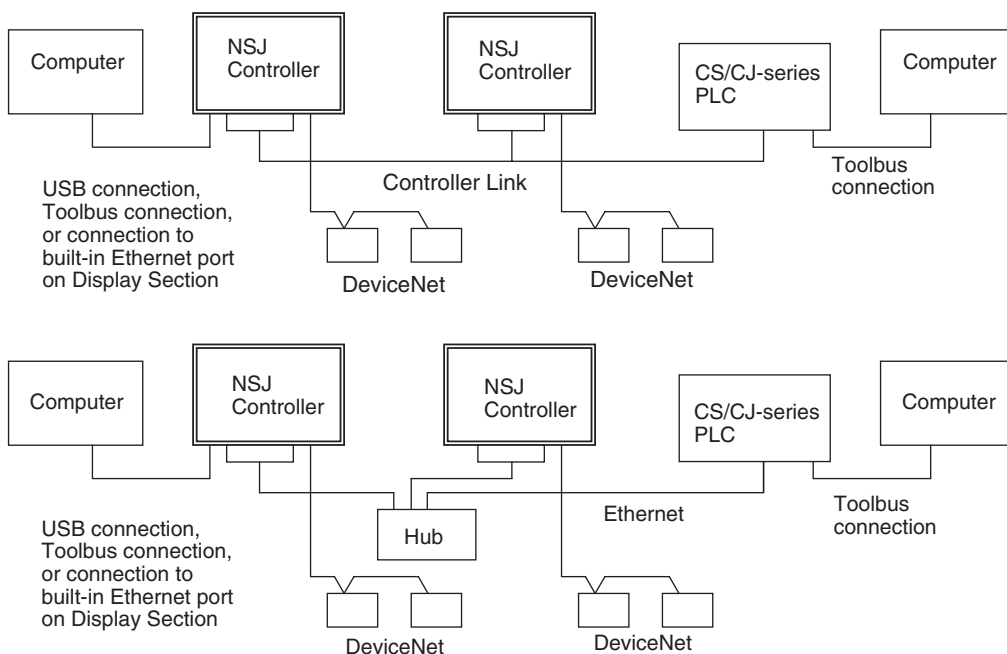 Computer
NSJ
Controller
NSJ
Controller
CS/CJ-series
PLC
Computer
USB connection,
Toolbus connection,
or connection to
built-in Ethernet port
on Display Section
Controller Link
Toolbus
connection
DeviceNet
DeviceNet
Computer
NSJ
Controller
NSJ
Controller
CS/CJ-series
PLC
Computer
USB connection,
Toolbus connection,
or connection to
built-in Ethernet port
on Display Section
Hub
Ethernet
Toolbus
connection
DeviceNet
DeviceNet